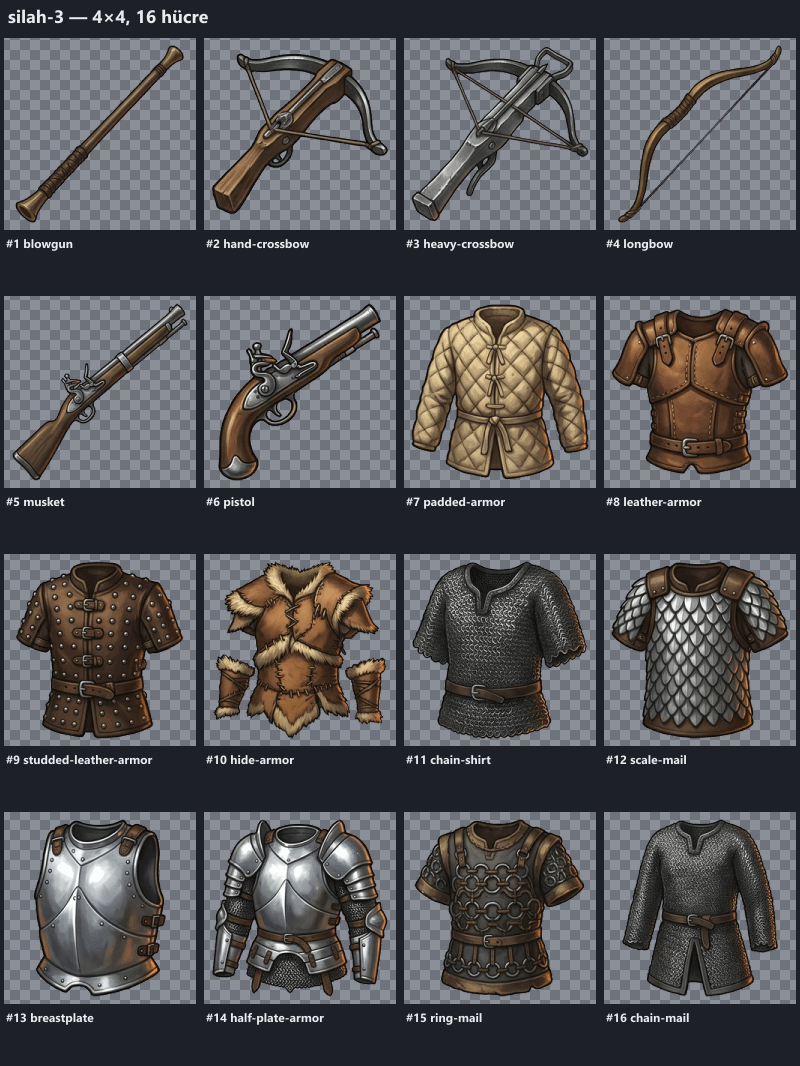 silah-3 — 4×4, 16 hücre
#1 blowgun
#2 hand-crossbow
#3 heavy-crossbow
#4 longbow
#5 musket
#6 pistol
#7 padded-armor
#8 leather-armor
#9 studded-leather-armor
#10 hide-armor
#11 chain-shirt
#12 scale-mail
#13 breastplate
#14 half-plate-armor
#15 ring-mail
#16 chain-mail